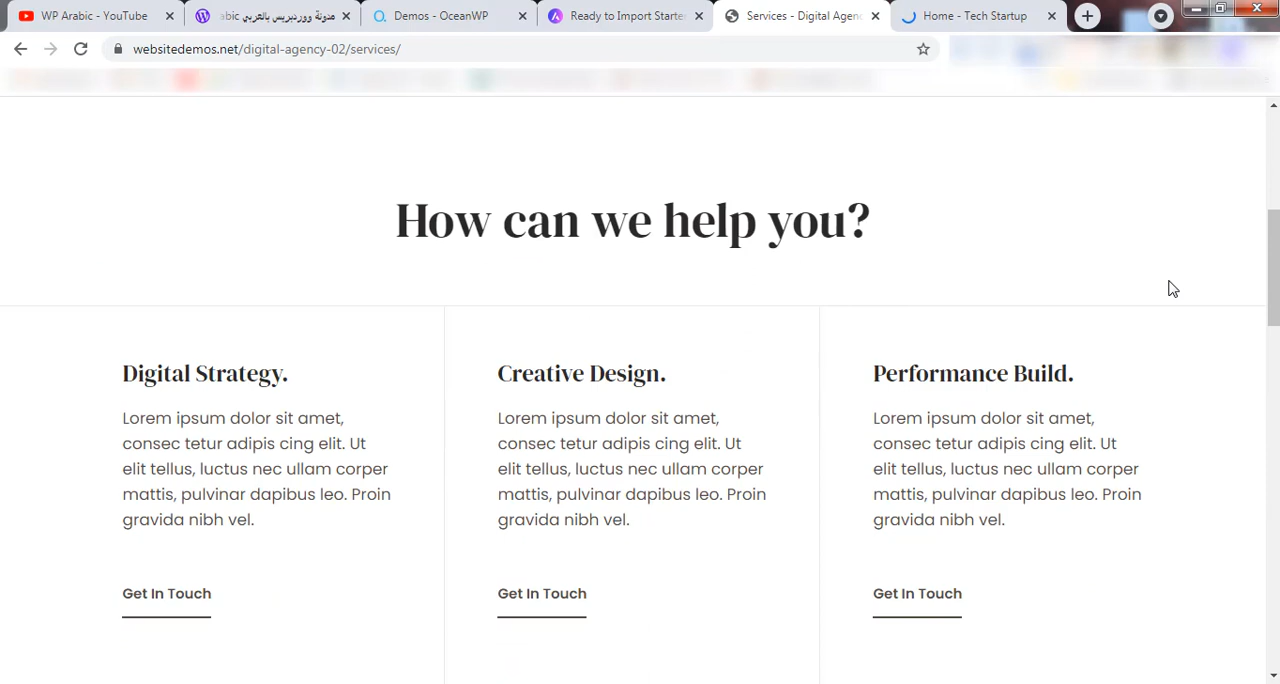 WP Arabic - YouTube
مدونة ووردبريس بالعربي
Demos - OceanWP
Ready to Import Starte
Services - Digital Agen
Home - Tech Startup
websitedemos.net/digital-agency-02/services/
How can we help you?
Digital Strategy.
Lorem ipsum dolor sit amet,
consec tetur adipis cing elit. Ut
elit tellus, luctus nec ullam corper
mattis, pulvinar dapibus leo. Proin
gravida nibh vel.
Get In Touch
Creative Design.
Lorem ipsum dolor sit amet,
consec tetur adipis cing elit. Ut
elit tellus, luctus nec ullam corper
mattis, pulvinar dapibus leo. Proin
gravida nibh vel.
Get In Touch
Performance Build.
Lorem ipsum dolor sit amet,
consec tetur adipis cing elit. Ut
elit tellus, luctus nec ullam corper
mattis, pulvinar dapibus leo. Proin
gravida nibh vel.
Get In Touch